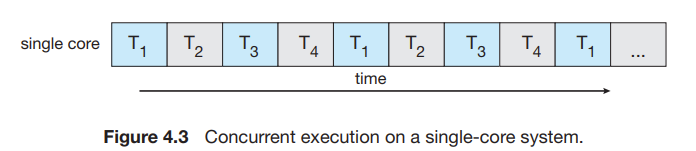 single core T1 T2 T3 T4 T1 T2 T3 T4 T1 ...
time
Figure 4.3 Concurrent execution on a single-core system.